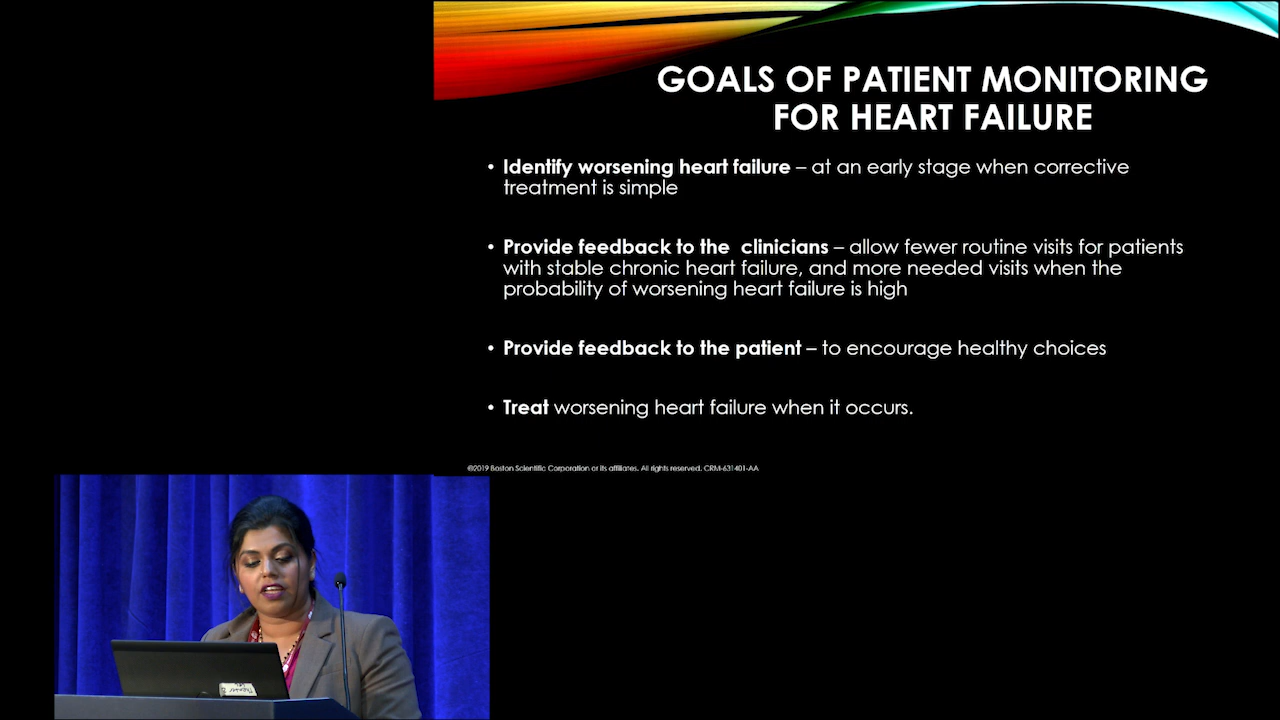 GOALS OF PATIENT MONITORING
FOR HEART FAILURE
• Identify worsening heart failure – at an early stage when corrective
treatment is simple
• Provide feedback to the  clinicians – allow fewer routine visits for patients
with stable chronic heart failure, and more needed visits when the
probability of worsening heart failure is high
• Provide feedback to the patient – to encourage healthy choices
• Treat worsening heart failure when it occurs.
©2019 Boston Scientific Corporation or its affiliates. All rights reserved. CRM-631401-AA